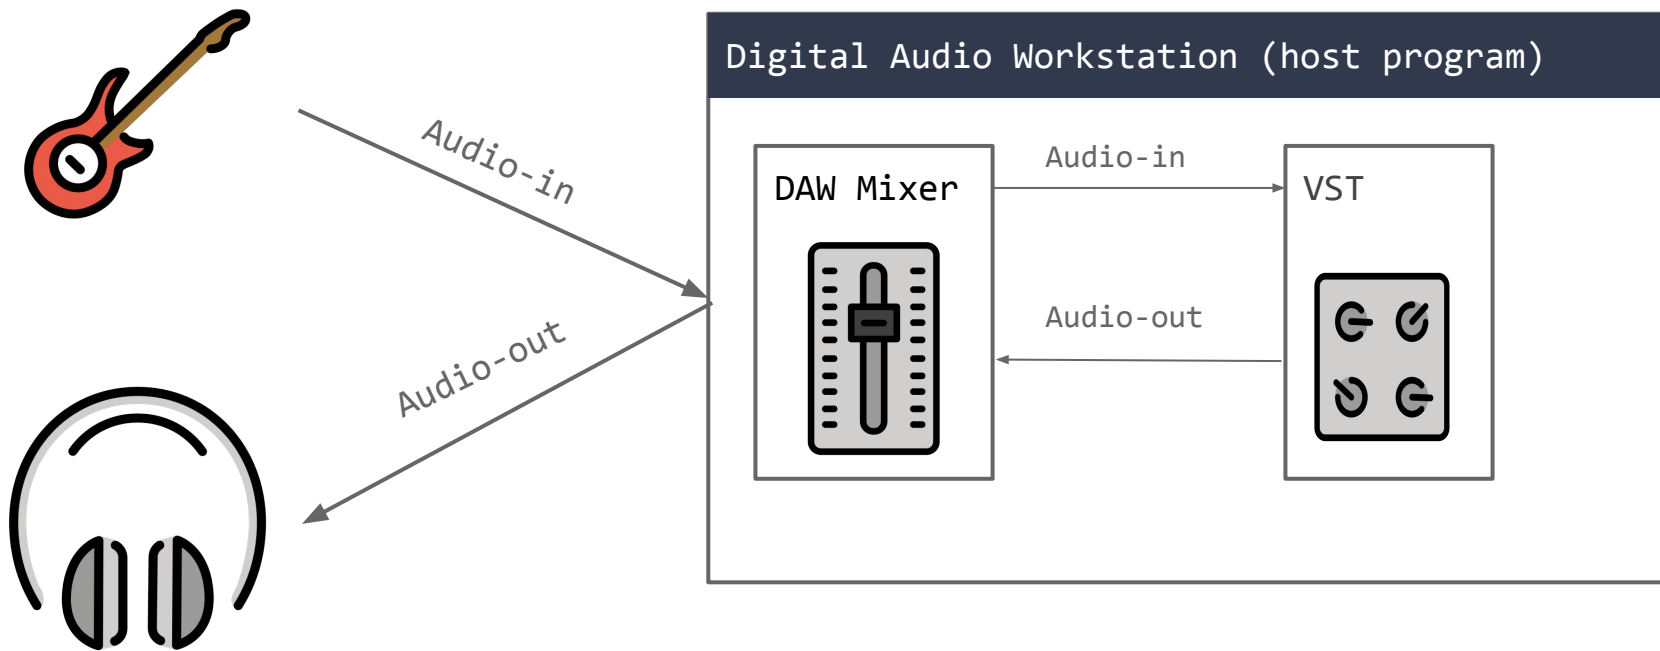 Digital Audio Workstation (host program)
Audio-in
Audio-out
DAW Mixer
Audio-in
Audio-out
VST